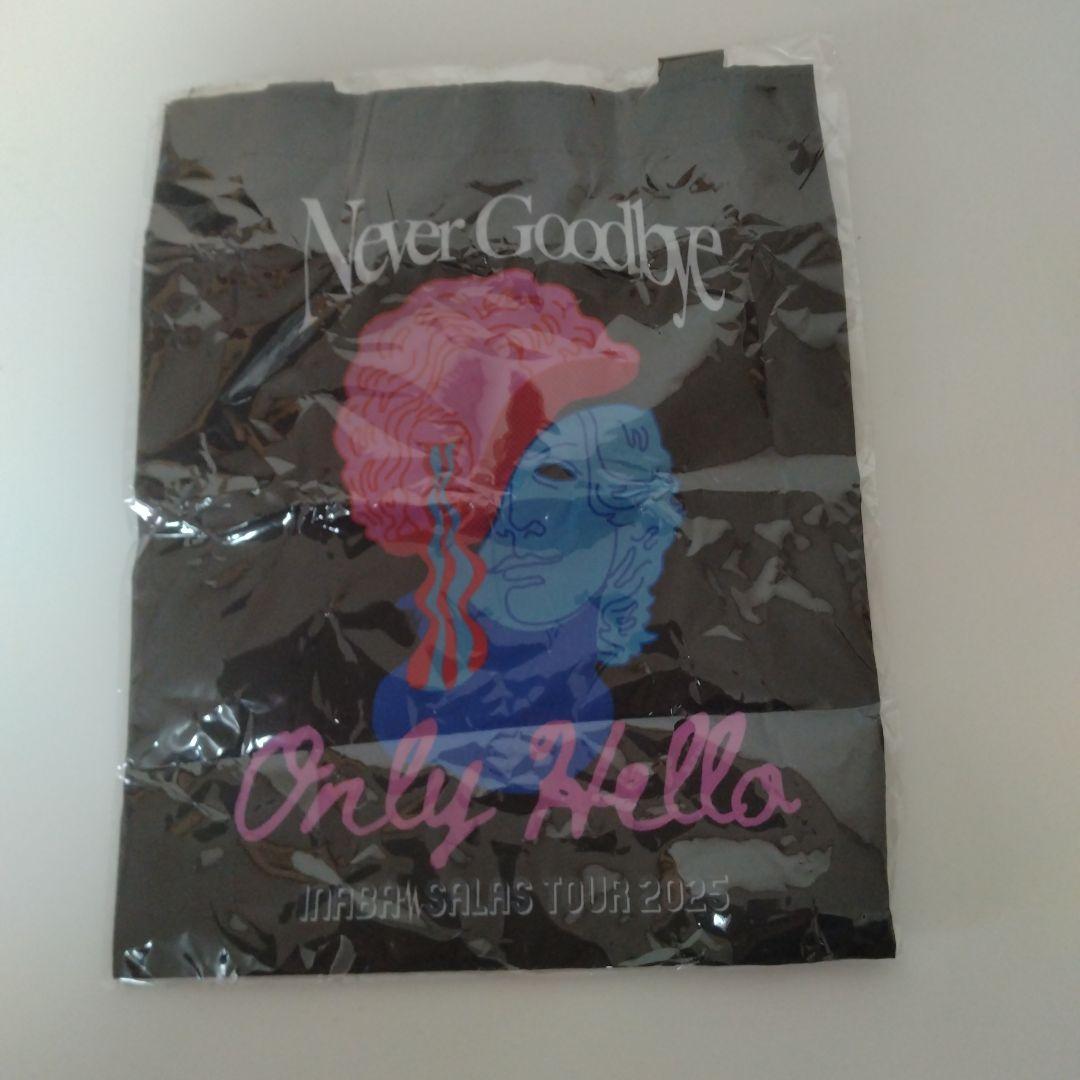 Never Goodbye
Only Hello
INABA SALAS TOUR 2025